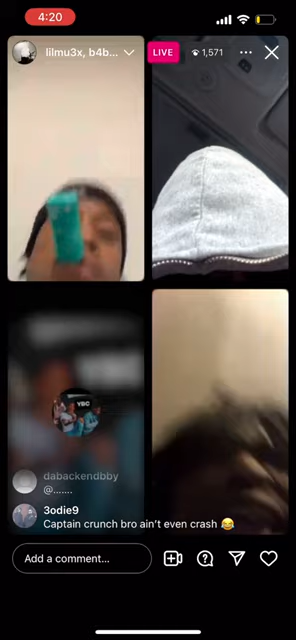 4:20
lilmu3x, b4b...
LIVE
1,571
YBC
dabackendbby
@.......
3odie9
Captain crunch bro ain't even crash 😂
Add a comment...